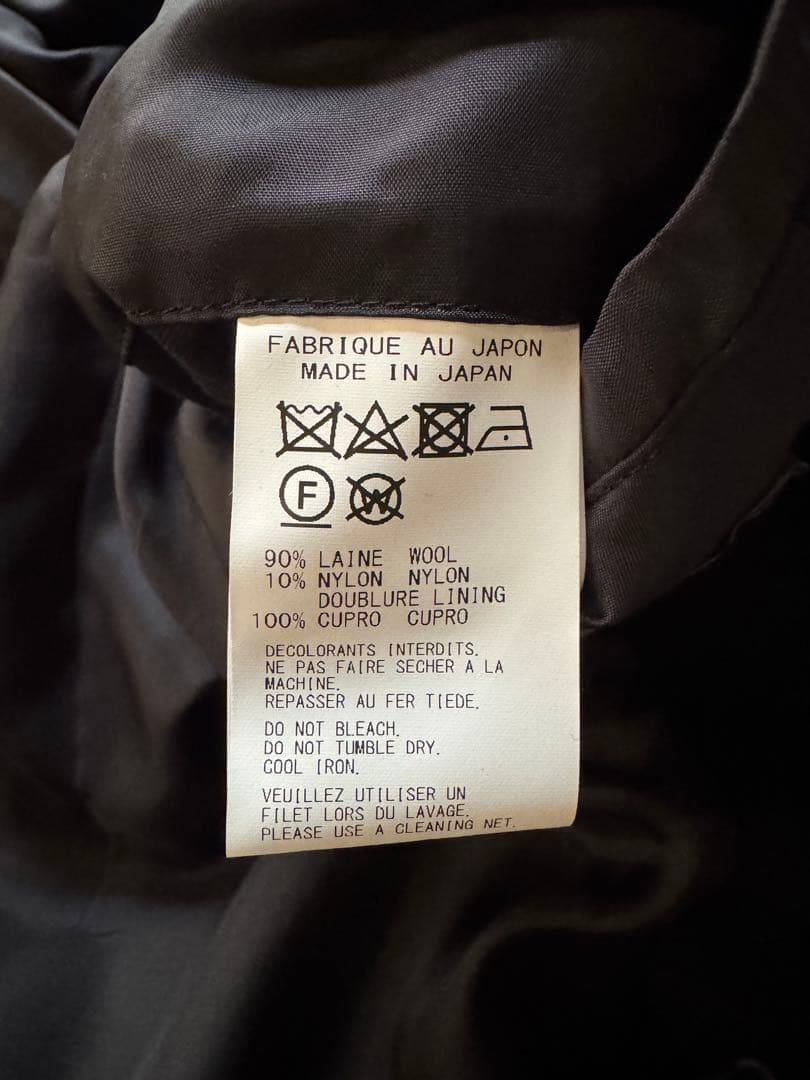 FABRIQUE AU JAPON
MADE IN JAPAN
F W
90% LAINE WOOL
10% NYLON NYLON
DOUBLURE LINING
100% CUPRO CUPRO
DECOLORANTS INTERDITS.
NE PAS FAIRE SECHER A LA
MACHINE.
REPASSER AU FER TIEDE.
DO NOT BLEACH.
DO NOT TUMBLE DRY.
COOL IRON.
VEUILLEZ UTILISER UN
FILET LORS DU LAVAGE.
PLEASE USE A CLEANING NET.